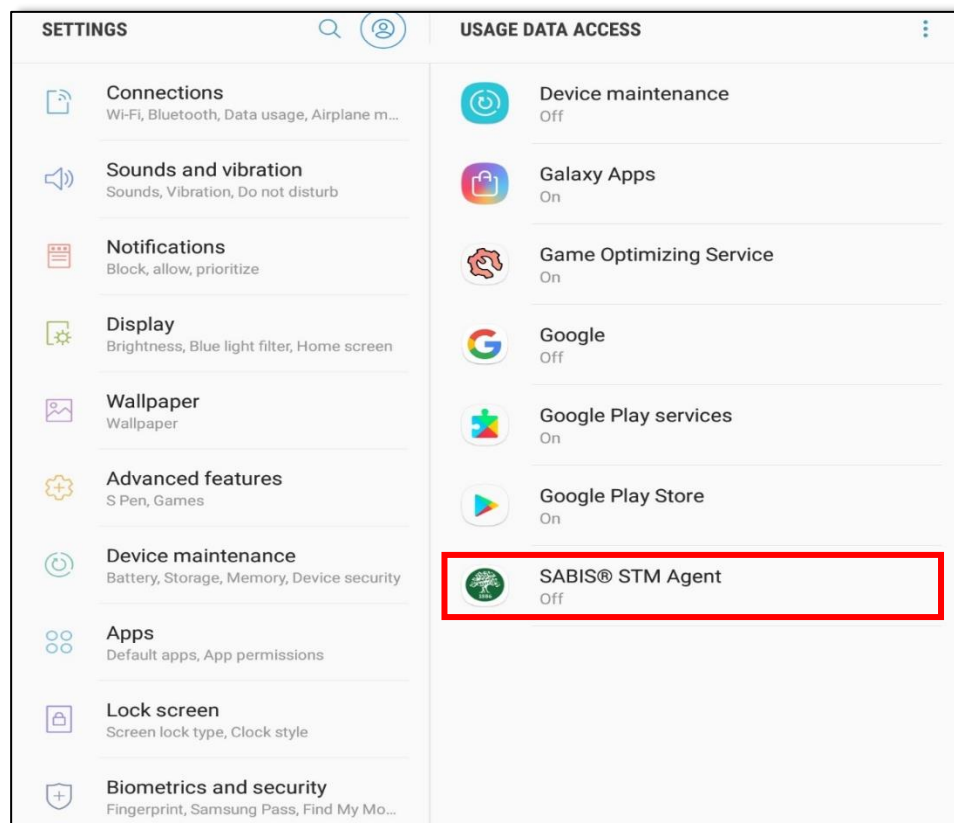 SETTINGS
Connections
Wi-Fi, Bluetooth, Data usage, Airplane m...
Sounds and vibration
Sounds, Vibration, Do not disturb
Notifications
Block, allow, prioritize
Display
Brightness, Blue light filter, Home screen
Wallpaper
Wallpaper
Advanced features
S Pen, Games
Device maintenance
Battery, Storage, Memory, Device security
Apps
Default apps, App permissions
Lock screen
Screen lock type, Clock style
Biometrics and security
Fingerprint, Samsung Pass, Find My Mo...
USAGE DATA ACCESS
Device maintenance
Off
Galaxy Apps
On
Game Optimizing Service
On
Google
Off
Google Play services
On
Google Play Store
On
SABIS® STM Agent
Off